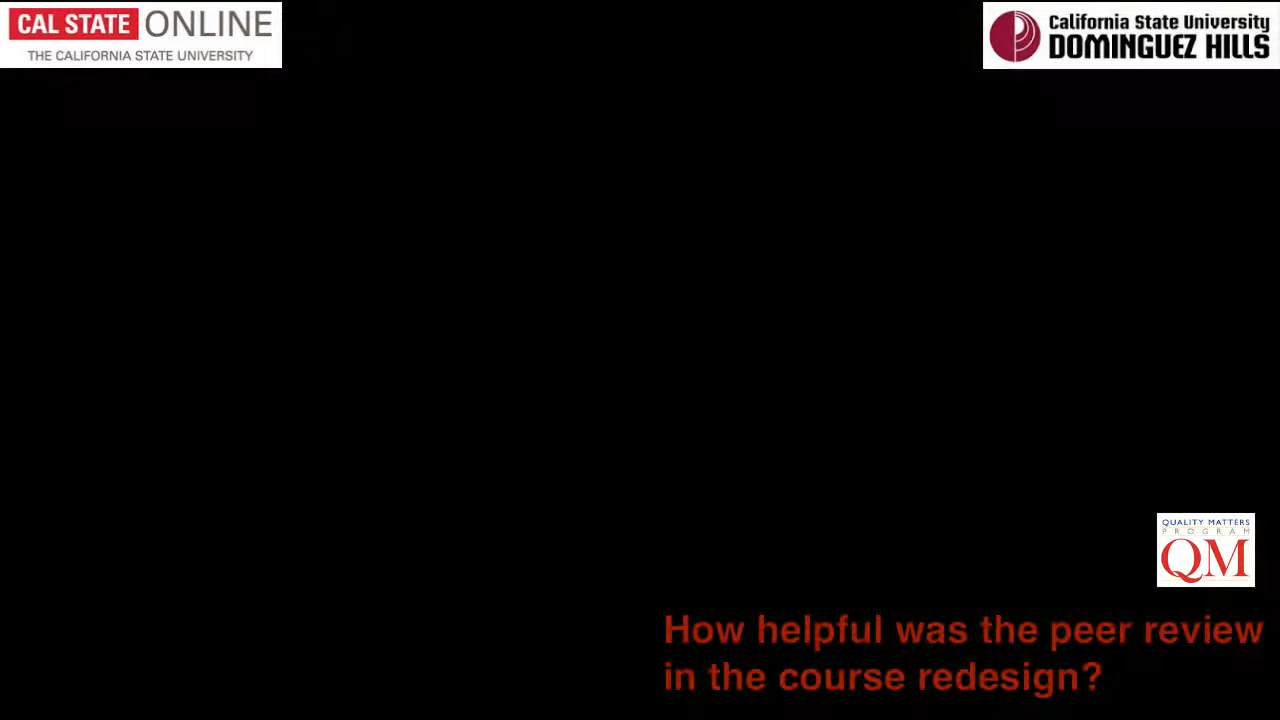 CAL STATE ONLINE
THE CALIFORNIA STATE UNIVERSITY
California State University
DOMINGUEZ HILLS
QUALITY MATTERS
PROGRAM
QM
How helpful was the peer review
in the course redesign?